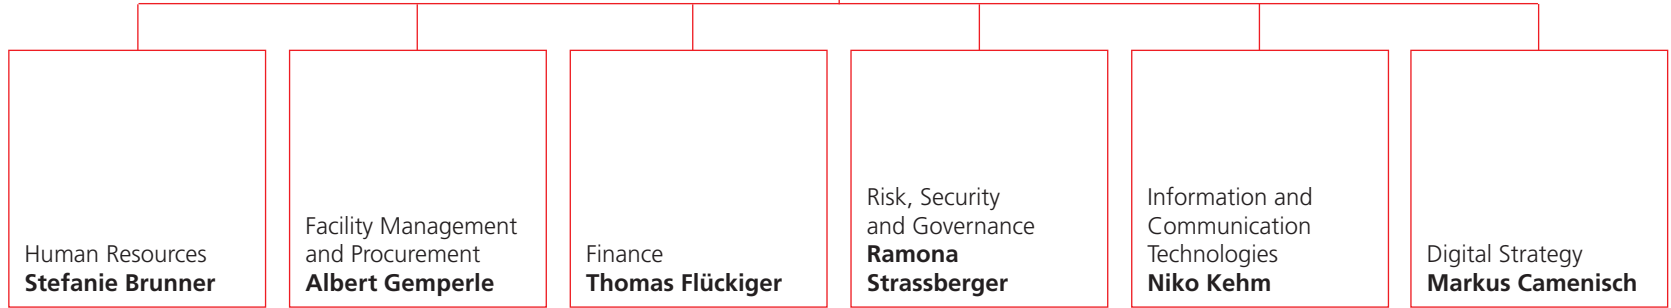 Human Resources
Stefanie Brunner
Facility Management
and Procurement
Albert Gemperle
Finance
Thomas Flückiger
Risk, Security
and Governance
Ramona
Strassberger
Information and
Communication
Technologies
Niko Kehm
Digital Strategy
Markus Camenisch